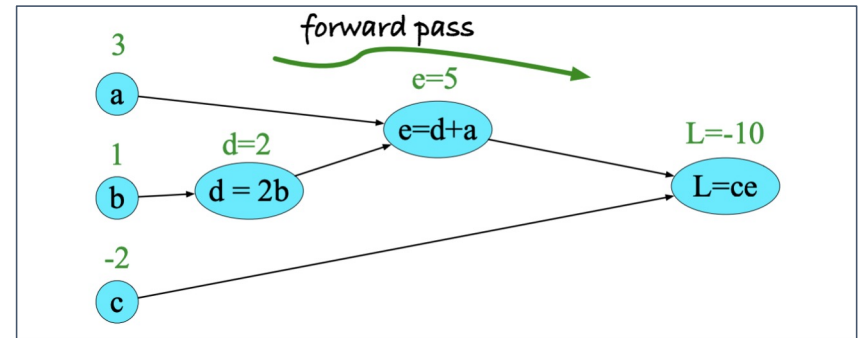 forward pass
3
a
e=5
e=d+a
L=-10
1
d=2
b
d = 2b
L=ce
-2
c